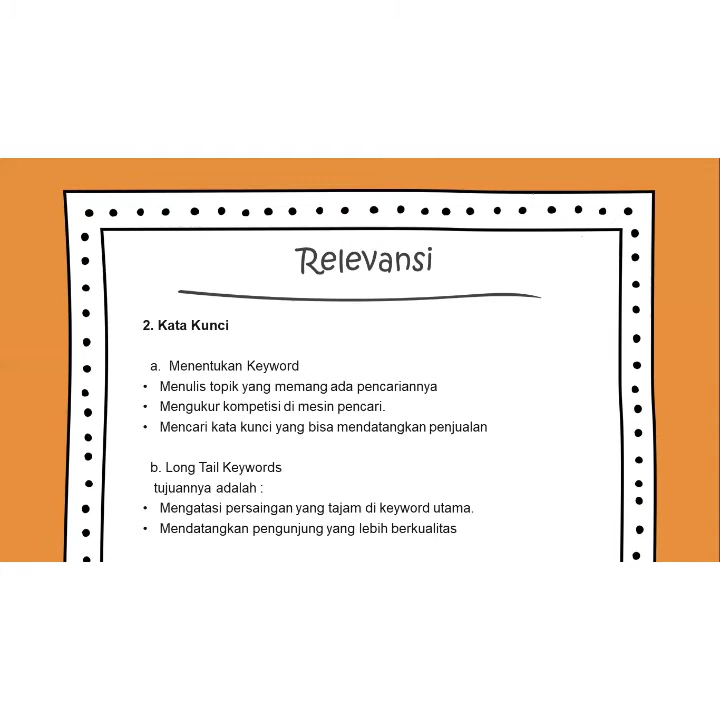 Relevansi
2. Kata Kunci
a. Menentukan Keyword
• Menulis topik yang memang ada pencariannya
• Mengukur kompetisi di mesin pencari.
• Mencari kata kunci yang bisa mendatangkan penjualan
b. Long Tail Keywords
tujuannya adalah :
• Mengatasi persaingan yang tajam di keyword utama.
• Mendatangkan pengunjung yang lebih berkualitas